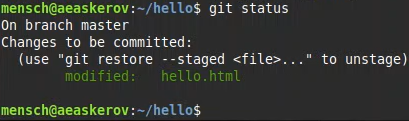 mensch@aeaskerov:~/hello$ git status
On branch master
Changes to be committed:
  (use "git restore --staged <file>..." to unstage)
        modified:   hello.html

mensch@aeaskerov:~/hello$